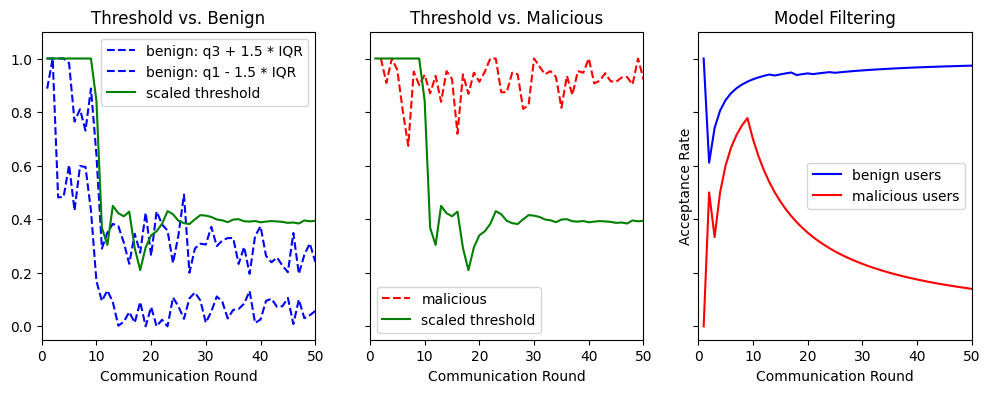 Threshold vs. Benign
1.0
0.8
0.6
0.4
0.2
0.0
benign: q3 + 1.5 * IQR
benign: q1 - 1.5 * IQR
scaled threshold
0 10 20 30 40 50
Communication Round
Threshold vs. Malicious
malicious
scaled threshold
0 10 20 30 40 50
Communication Round
Model Filtering
Acceptance Rate
benign users
malicious users
0 10 20 30 40 50
Communication Round